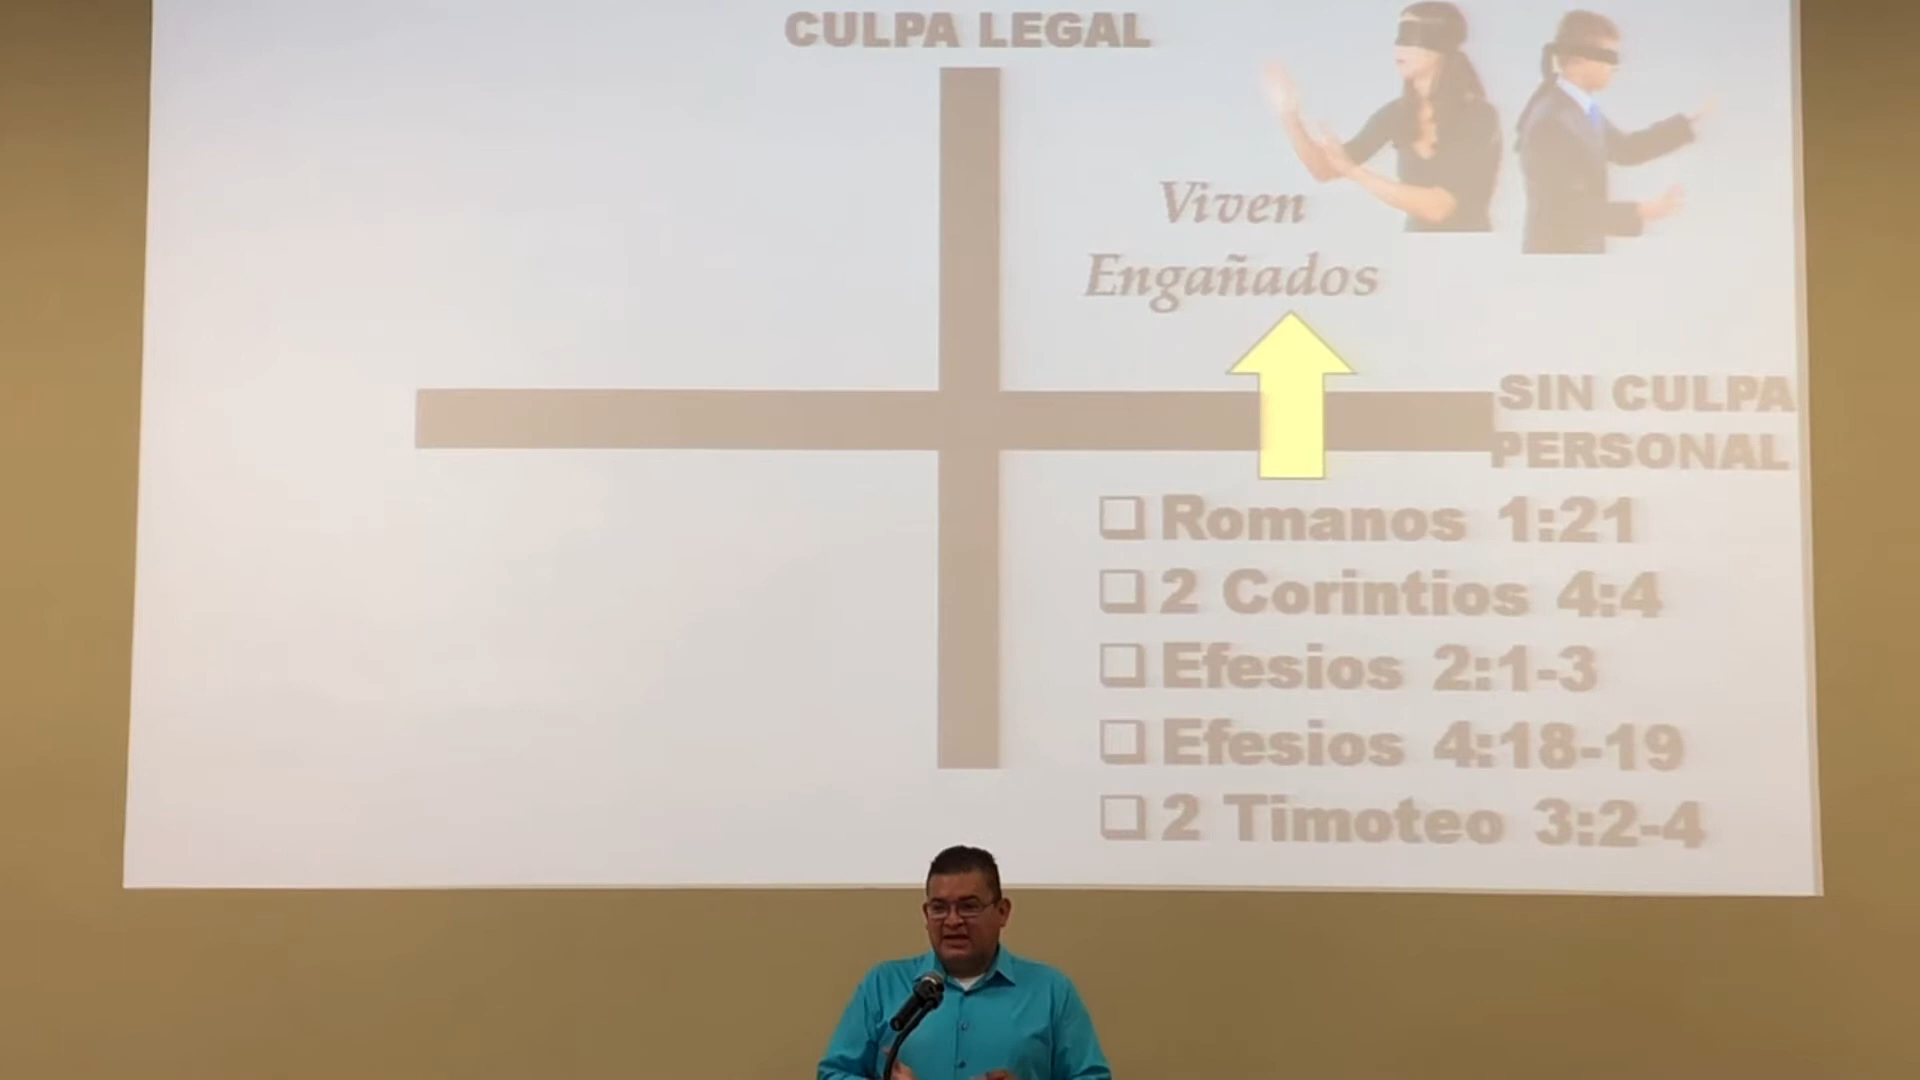 CULPA LEGAL
Viven
Engañados
SIN CULPA
PERSONAL
❑ Romanos 1:21
❑ 2 Corintios 4:4
❑ Efesios 2:1-3
❑ Efesios 4:18-19
❑ 2 Timoteo 3:2-4